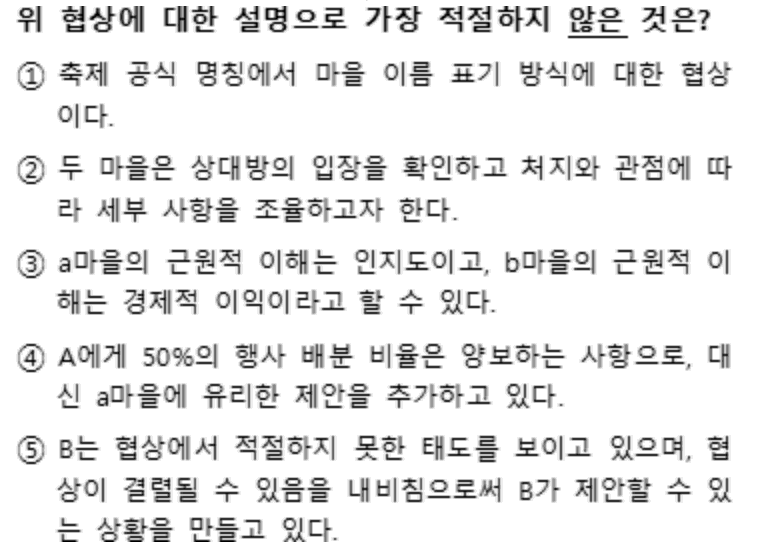 위 협상에 대한 설명으로 가장 적절하지 않은 것은?
① 축제 공식 명칭에서 마을 이름 표기 방식에 대한 협상
이다.
② 두 마을은 상대방의 입장을 확인하고 처지와 관점에 따
라 세부 사항을 조율하고자 한다.
③ a마을의 근원적 이해는 인지도이고, b마을의 근원적 이
해는 경제적 이익이라고 할 수 있다.
④ A에게 50%의 행사 배분 비율은 양보하는 사항으로, 대
신 a마을에 유리한 제안을 추가하고 있다.
⑤ B는 협상에서 적절하지 못한 태도를 보이고 있으며, 협
상이 결렬될 수 있음을 내비침으로써 B가 제안할 수 있
는 상황을 만들고 있다.